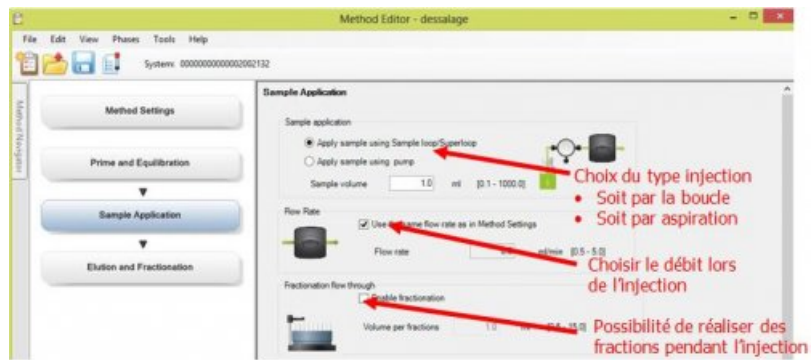 Method Editor - dessalage
File Edit View Phases Tools Help
System: 0000000000002002132
Method Navigator
Method Settings
Prime and Equilibration
Sample Application
Elution and Fractionation
Sample Application
Sample application
Apply sample using Sample loop/Superloop
Apply sample using pump
Sample volume 1.0 ml [0.1 - 1000.0]
Choix du type injection
• Soit par la boucle
• Soit par aspiration
Flow Rate
Use same flow rate as in Method Settings
Flow rate ml/min [0.5 - 5.0]
Choisir le débit lors
de l'injection
Fractionation flow through
Enable fractionation
Volume per fractions 1.0
Possibilité de réaliser des
fractions pendant l'injection